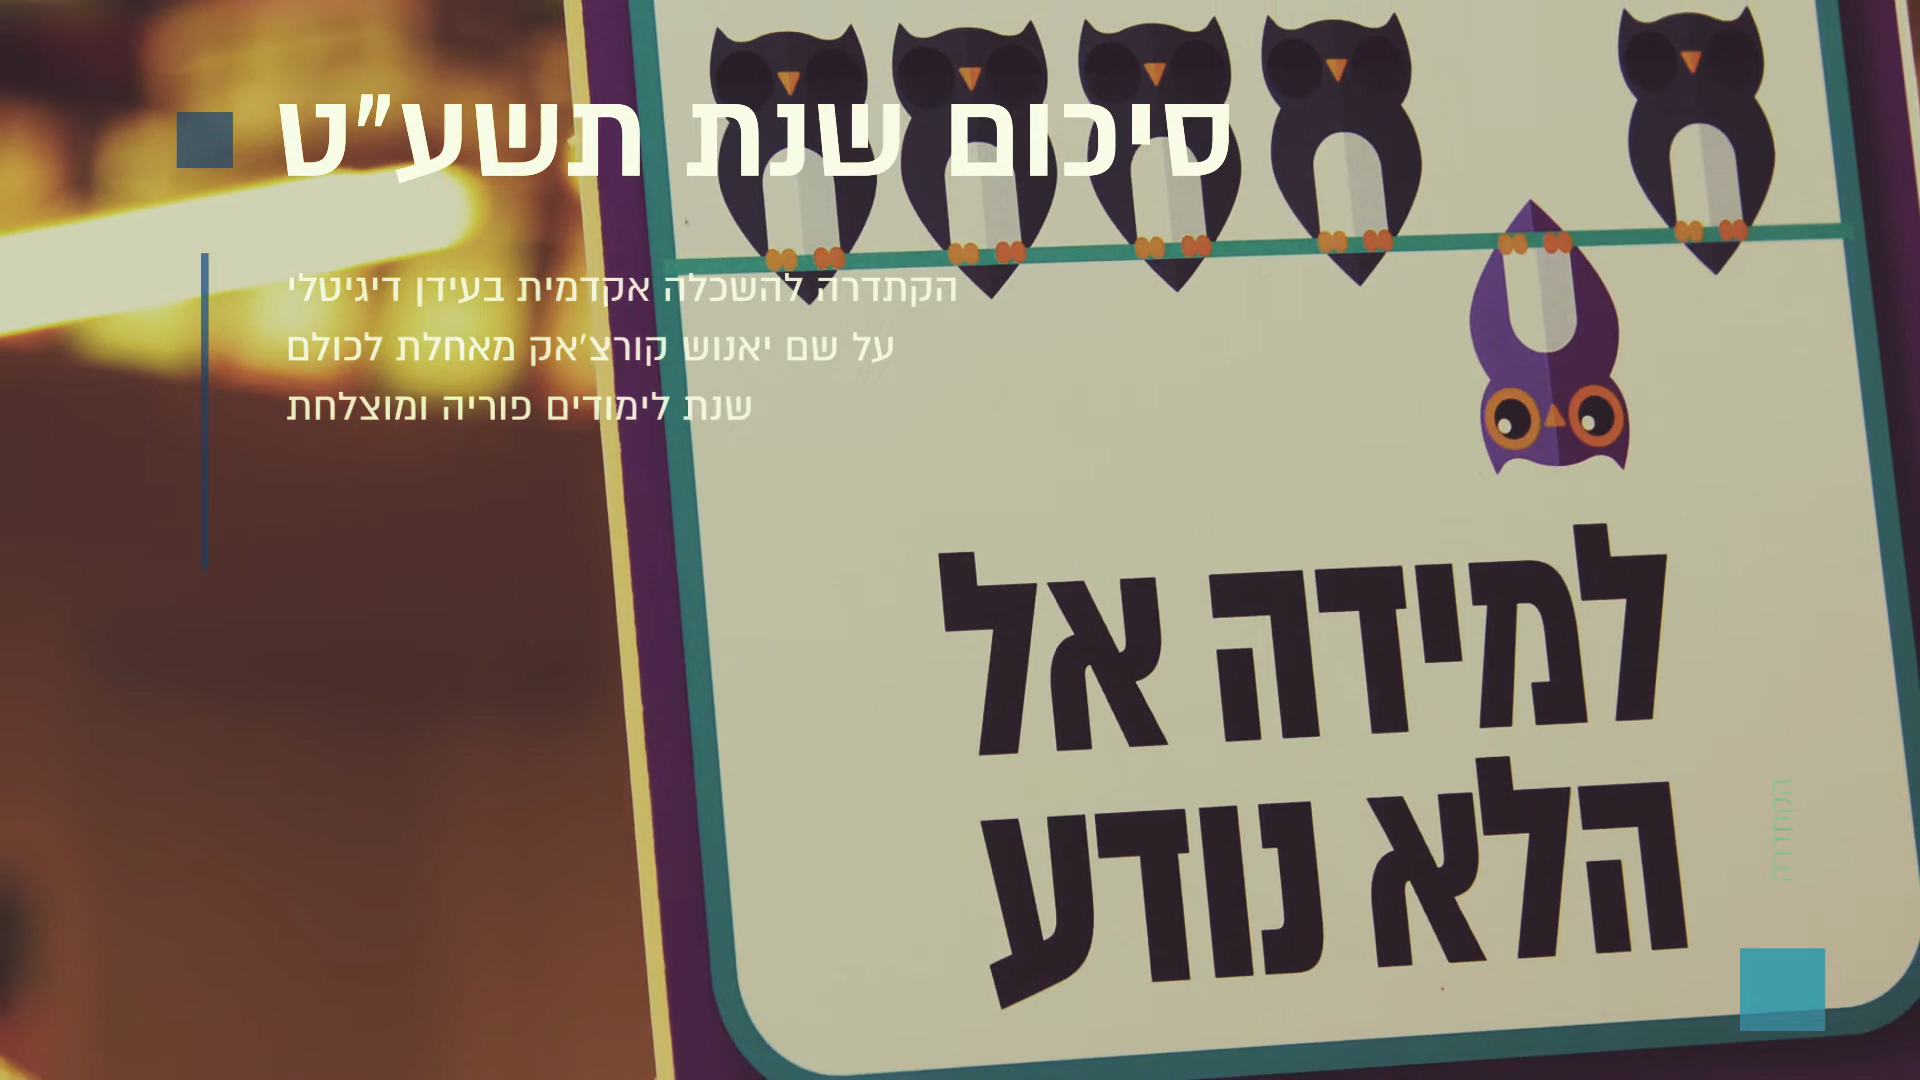 סיכום שנת תשע"ט
הקתדרה להשכלה אקדמית בעידן דיגיטלי
על שם יאנוש קורצ'אק מאחלת לכולם
שנת לימודים פוריה ומוצלחת
למידה אל
הלא נודע
הקתדרה